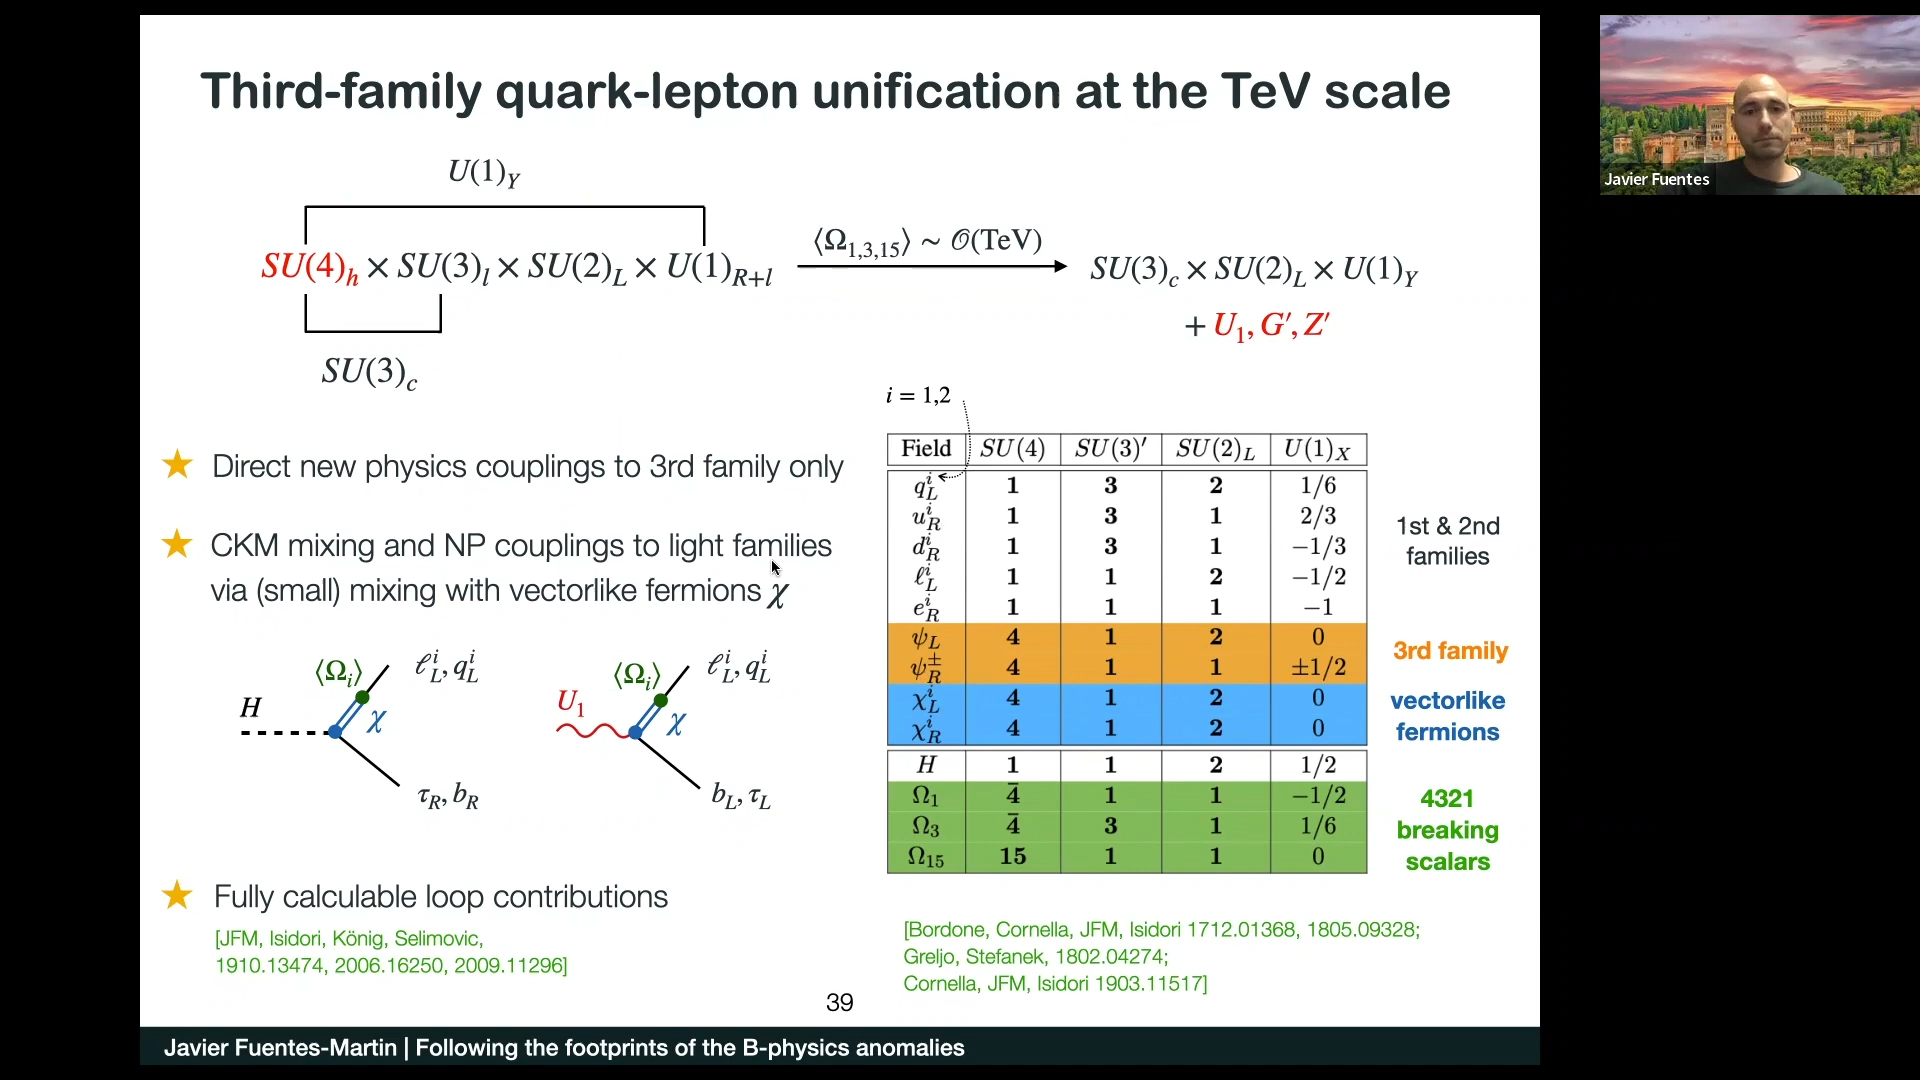 Third-family quark-lepton unification at the TeV scale
Javier Fuentes
U(1)_Y
SU(4)_h × SU(3)_l × SU(2)_L × U(1)_{R+l}
⟨Ω_{1,3,15}⟩ ~ 𝒪(TeV)
SU(3)_c × SU(2)_L × U(1)_Y
+ U_1, G′, Z′
SU(3)_c
★ Direct new physics couplings to 3rd family only
★ CKM mixing and NP couplings to light families
via (small) mixing with vectorlike fermions χ
⟨Ω_i⟩ ℓ_L^i, q_L^i
H χ
τ_R, b_R
⟨Ω_i⟩ ℓ_L^i, q_L^i
U_1 χ
b_L, τ_L
★ Fully calculable loop contributions
[JFM, Isidori, König, Selimovic,
1910.13474, 2006.16250, 2009.11296]
i = 1,2
Field SU(4) SU(3)′ SU(2)_L U(1)_X
q_L^i 1 3 2 1/6
u_R^i 1 3 1 2/3
d_R^i 1 3 1 −1/3
ℓ_L^i 1 1 2 −1/2
e_R^i 1 1 1 −1
ψ_L 4 1 2 0
ψ_R^± 4 1 1 ±1/2
χ_L^i 4 1 2 0
χ_R^i 4 1 2 0
H 1 1 2 1/2
Ω_1 4̄ 1 1 −1/2
Ω_3 4̄ 3 1 1/6
Ω_15 15 1 1 0
1st & 2nd
families
3rd family
vectorlike
fermions
4321
breaking
scalars
[Bordone, Cornella, JFM, Isidori 1712.01368, 1805.09328;
Greljo, Stefanek, 1802.04274;
Cornella, JFM, Isidori 1903.11517]
39
Javier Fuentes-Martin | Following the footprints of the B-physics anomalies